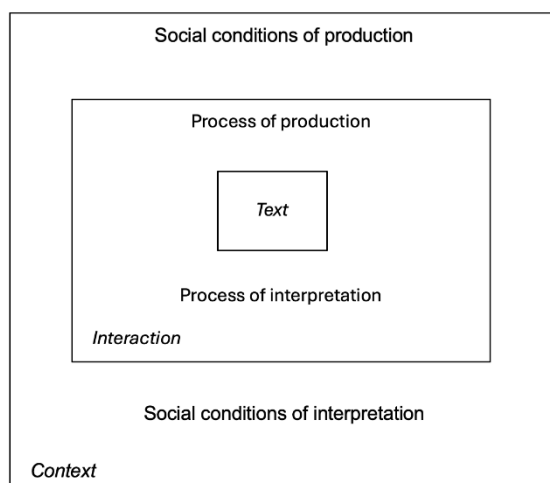 Social conditions of production
Process of production
Text
Process of interpretation
Interaction
Social conditions of interpretation
Context